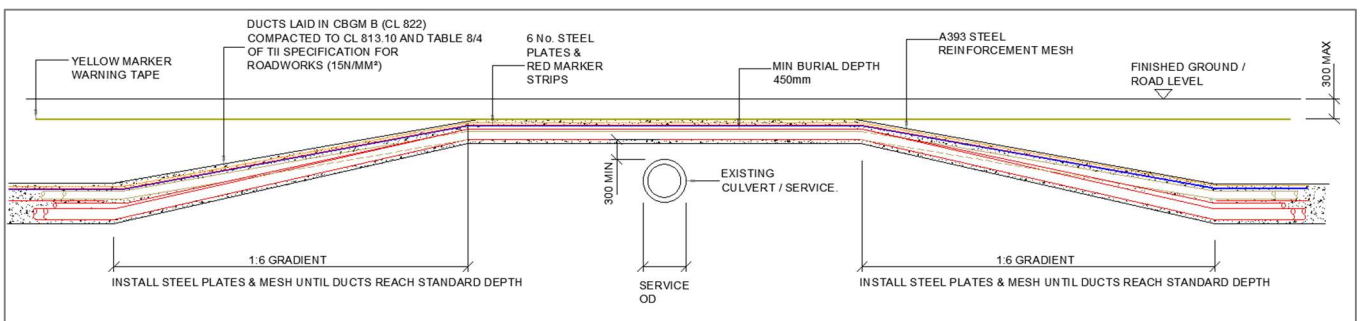 DUCTS LAID IN CBGM B (CL 822)
COMPACTED TO CL 813.10 AND TABLE 8/4
OF TII SPECIFICATION FOR
ROADWORKS (15N/MM²)
YELLOW MARKER
WARNING TAPE
6 No. STEEL
PLATES &
RED MARKER
STRIPS
MIN BURIAL DEPTH
450mm
A393 STEEL
REINFORCEMENT MESH
FINISHED GROUND /
ROAD LEVEL
300 MAX
300 MIN
EXISTING
CULVERT / SERVICE.
1:6 GRADIENT
INSTALL STEEL PLATES & MESH UNTIL DUCTS REACH STANDARD DEPTH
SERVICE
OD
1:6 GRADIENT
INSTALL STEEL PLATES & MESH UNTIL DUCTS REACH STANDARD DEPTH